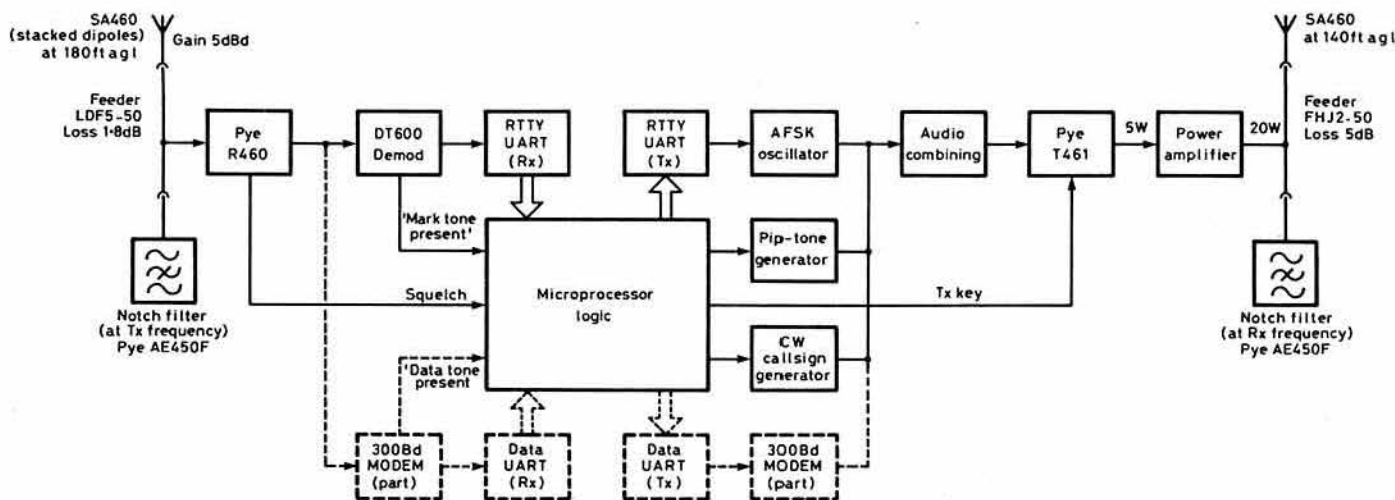 SA460
(stacked dipoles)
at 180ft agl
Gain 5dBd
Feeder
LDF5-50
Loss 1·8dB
Notch filter
(at Tx frequency)
Pye AE450F
Pye
R460
DT600
Demod
RTTY
UART
(Rx)
RTTY
UART
(Tx)
AFSK
oscillator
Audio
combining
Pye
T461
5W
Power
amplifier
20W
SA460
at 140ft agl
Feeder
FHJ2-50
Loss 5dB
Notch filter
(at Rx frequency)
Pye AE450F
'Mark tone
present'
Squelch
'Data tone
present
Microprocessor
logic
Pip-tone
generator
Tx key
CW
callsign
generator
300Bd
MODEM
(part)
Data
UART
(Rx)
Data
UART
(Tx)
300Bd
MODEM
(part)